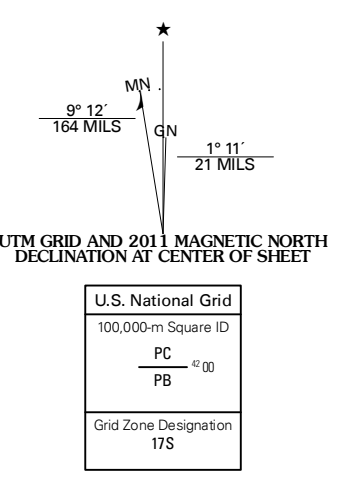 ★
MN
9° 12´
164 MILS
GN
1° 11´
21 MILS
UTM GRID AND 2011 MAGNETIC NORTH
DECLINATION AT CENTER OF SHEET
U.S. National Grid
100,000-m Square ID
PC
42 00
PB
Grid Zone Designation
17S